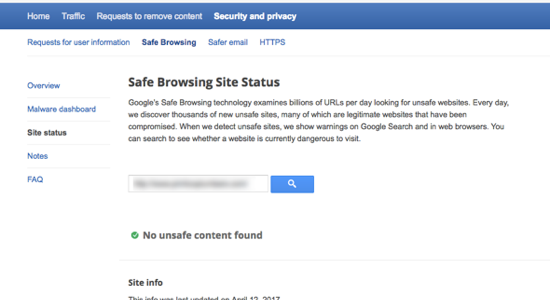 Home Traffic Requests to remove content Security and privacy
Requests for user information Safe Browsing Safer email HTTPS
Overview
Malware dashboard
Site status
Notes
FAQ
Safe Browsing Site Status
Google's Safe Browsing technology examines billions of URLs per day looking for unsafe websites. Every day,
we discover thousands of new unsafe sites, many of which are legitimate websites that have been
compromised. When we detect unsafe sites, we show warnings on Google Search and in web browsers. You
can search to see whether a website is currently dangerous to visit.
No unsafe content found
Site info
This info was last updated on April 12, 2017